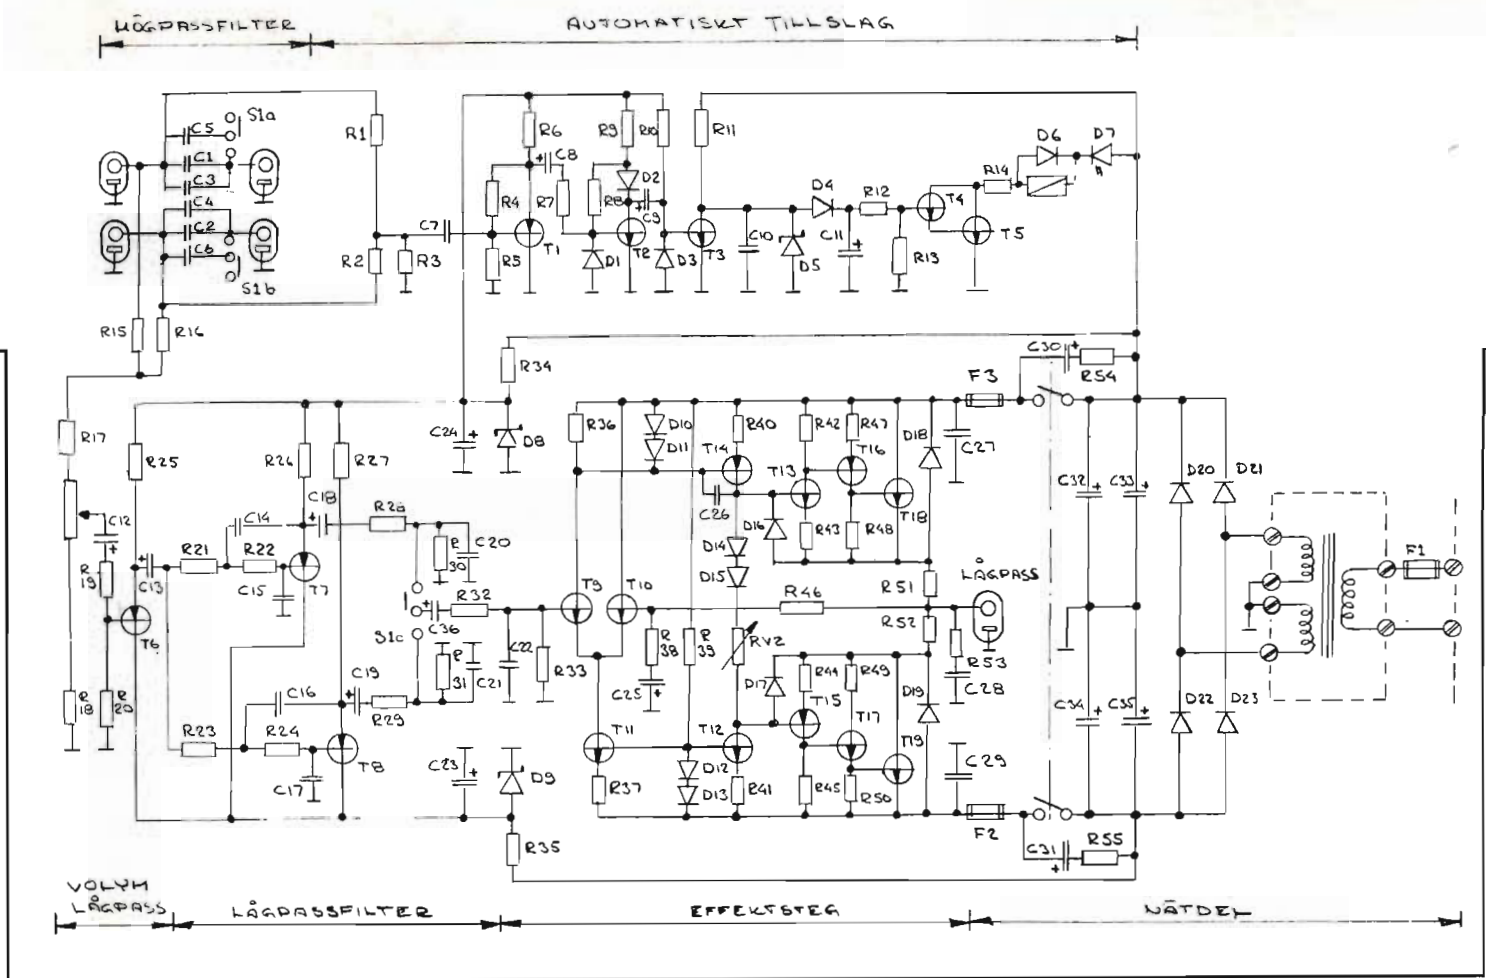 HÖGPASSFILTER AUTOMATISKT TILLSLAG
C5 S1a
R1 R6 R9 R10 R11 D6 D7
C1 C8
C3 D2 R14
C4 R4 R7 R8 C9 D4 R12 T4
C2 C7 T1 T2 T3 C10 C11 T5
C6 R2 R3 R5 D1 D3 D5 R13
S1b
R15 R16
R34 C30 R54
F3
R17 R25 R26 R27 C24 D8 R36 D10 R40 R42 R47 D18 C27
D11 T14 T13 T16 D20 D21
C12 C14 C18 R28 C26 D16 R43 R48 T18 C32 C33
R21 R22 R30 C20 D14
R19 C13 C15 T7 D15 R51 LÅGPASS F1
R32 T9 T10 R46
T6 S1c C36 C22 R33 R38 R39 RV2 R52
C16 C19 R31 C21 C25 D17 R44 R49 D19 R53
R18 R20 R29 T15 C28 C34 C35 D22 D23
R23 R24 T8 T11 T12 T17 T19
C17 C23 D9 R37 D12 R41 R45 R50 C29
D13
R35 F2 C31 R55
VOLYM
LÅGPASS LÅGPASSFILTER EFFEKTSTEG NÄTDEL